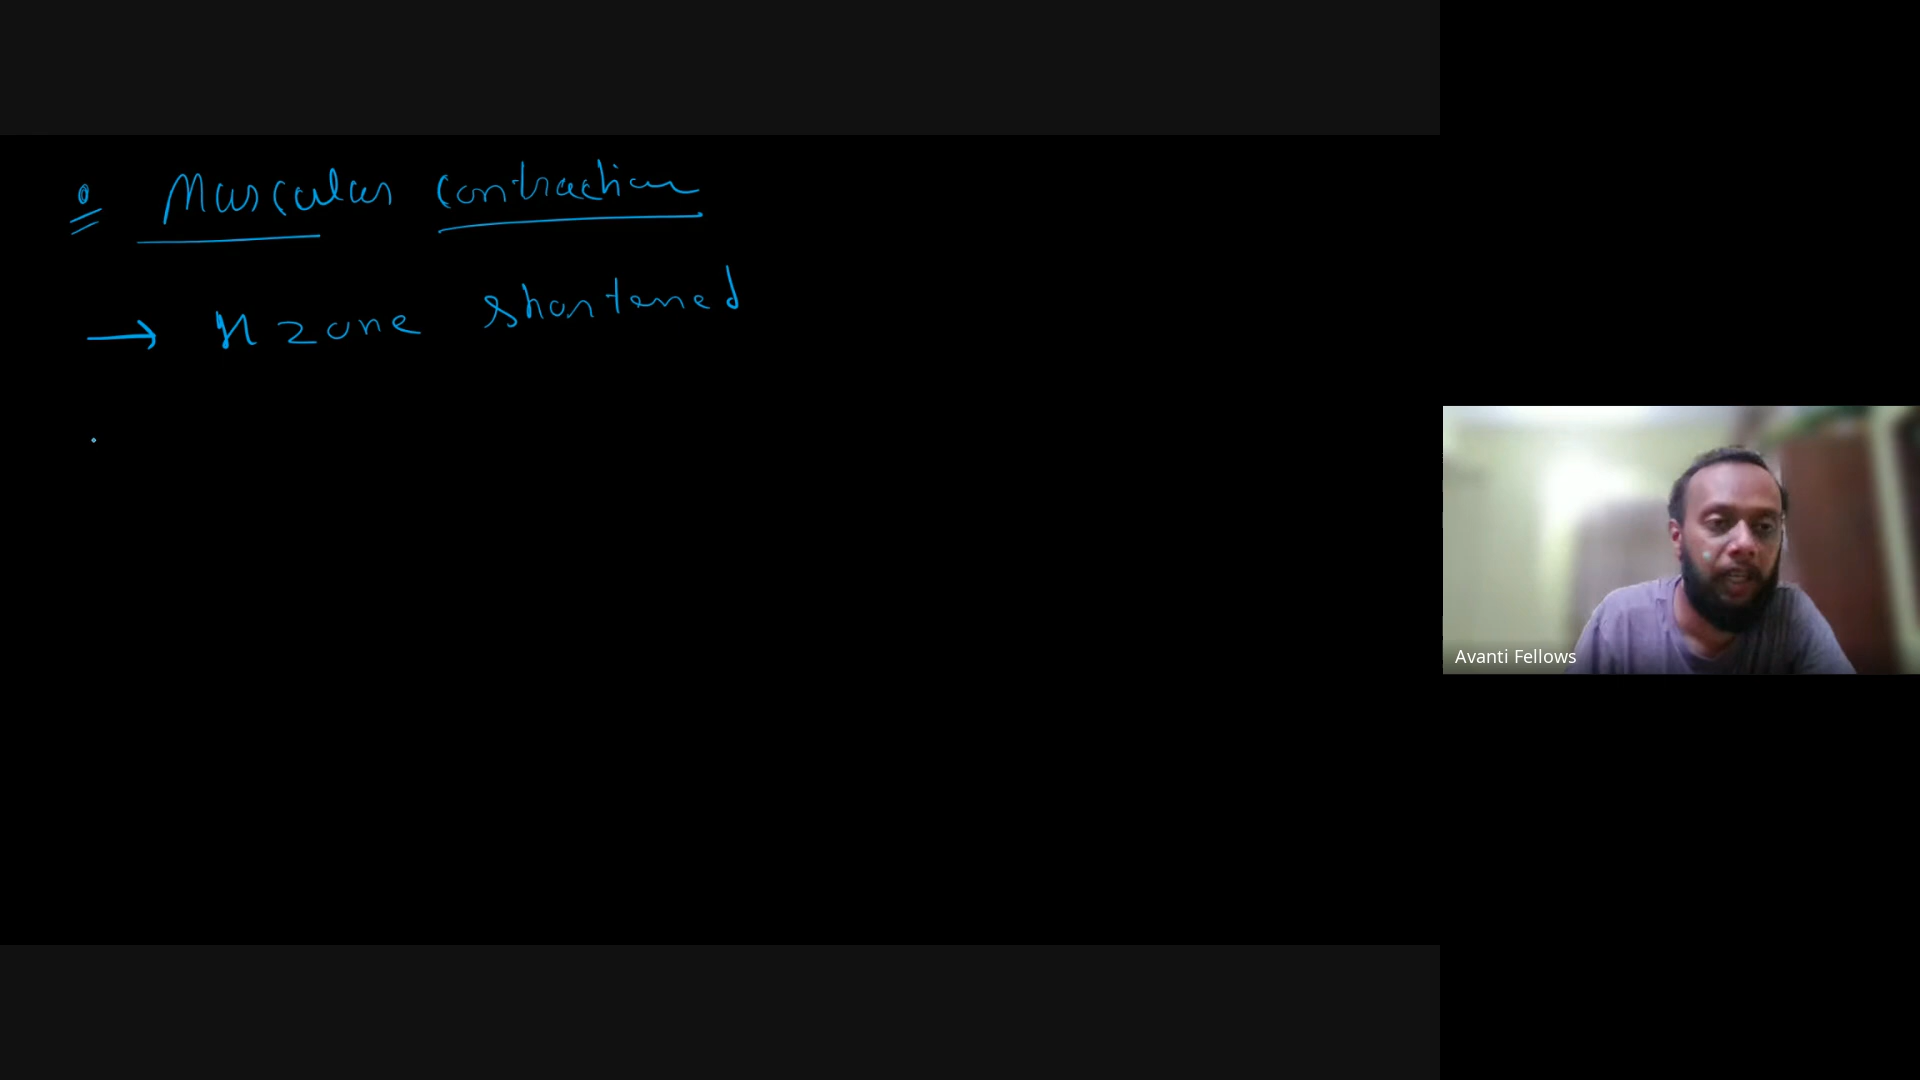 Muscular contraction
→ H zone shortened
Avanti Fellows